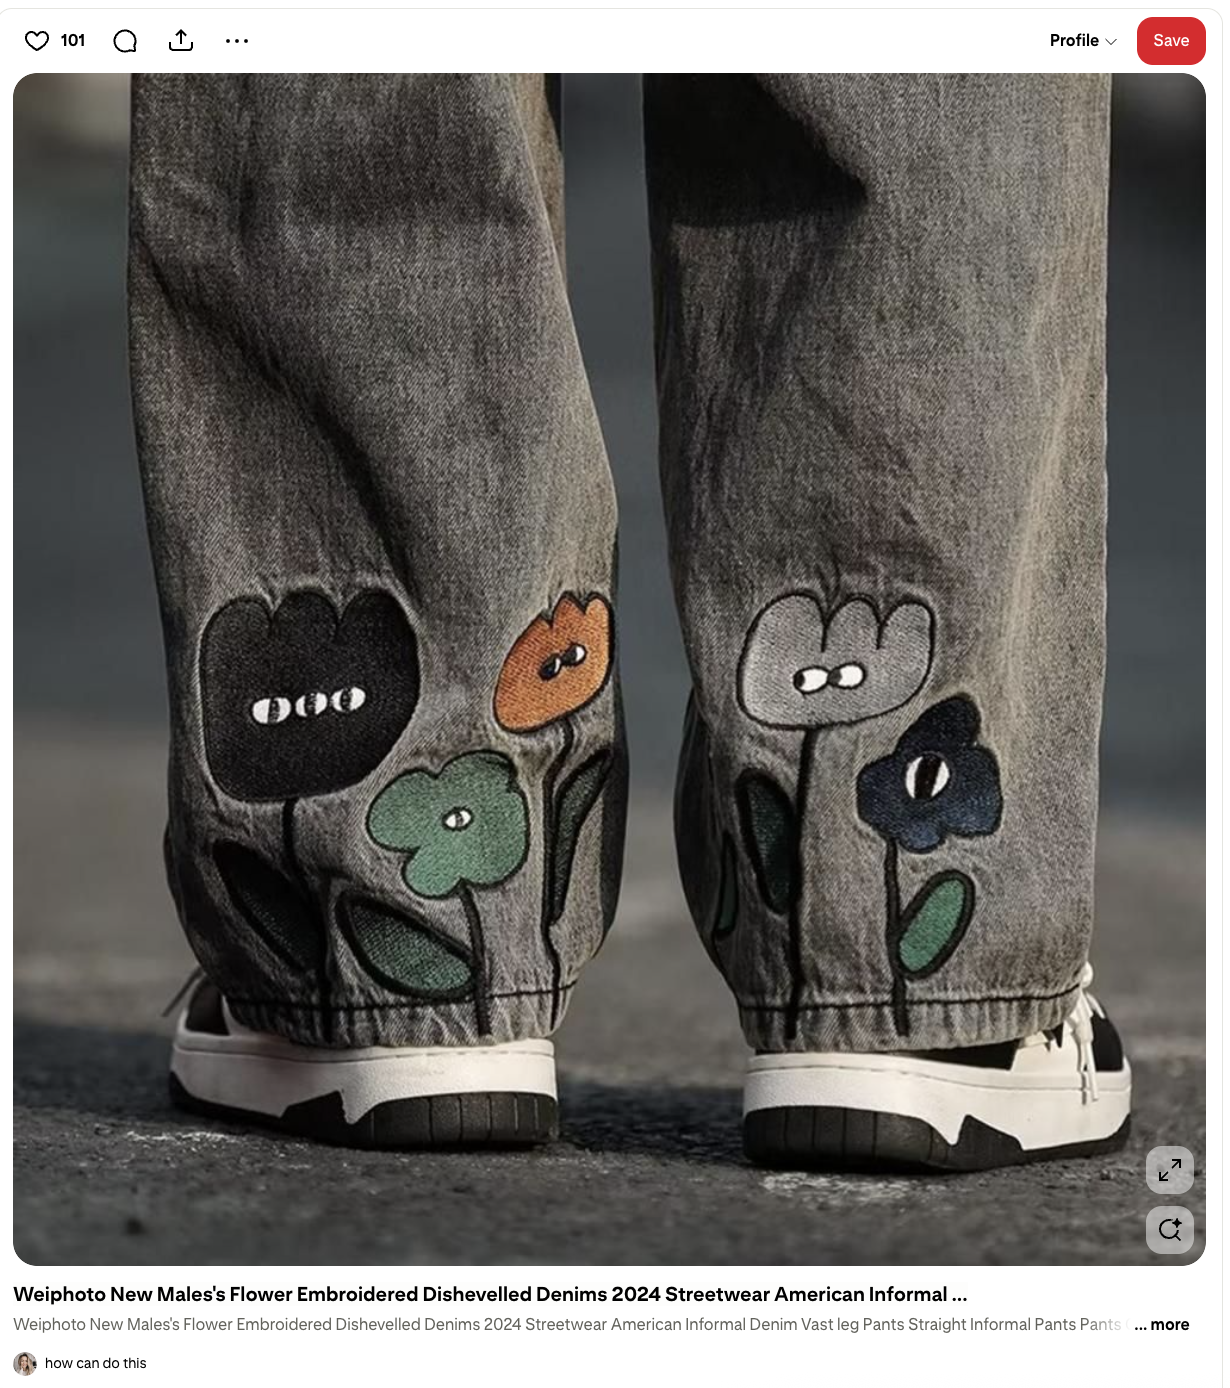 101
Profile
Save
Weiphoto New Males's Flower Embroidered Dishevelled Denims 2024 Streetwear American Informal ...
Weiphoto New Males's Flower Embroidered Dishevelled Denims 2024 Streetwear American Informal Denim Vast leg Pants Straight Informal Pants Pants ... more
how can do this